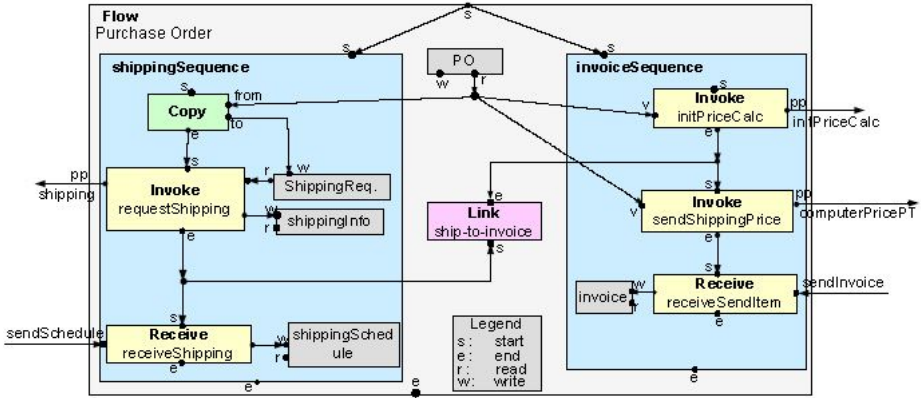 Flow
Purchase Order
s
s
s
shippingSequence
PO
w
r
invoiceSequence
s
from
Copy
to
e
s
v
Invoke
initPriceCalc
pp
initPriceCalc
e
s
r
w
pp
shipping
Invoke
requestShipping
ShippingReq.
w
r
shippingInfo
e
e
Link
ship-to-invoice
s
s
pp
v
Invoke
sendShippingPrice
computerPricePT
e
s
invoice
w
r
Receive
receiveSendItem
sendInvoice
e
s
sendSchedule
Receive
receiveShipping
w
r
shippingSched
ule
e
Legend
s: start
e: end
r: read
w: write
e
e
e